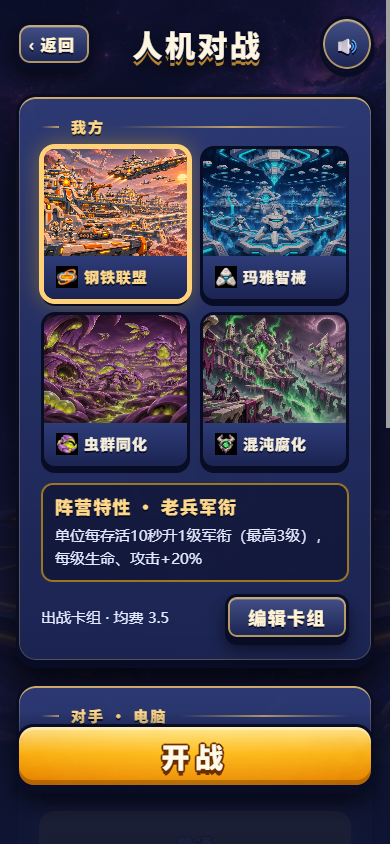 ‹ 返回
人机对战
我方
钢铁联盟
玛雅智械
虫群同化
混沌腐化
阵营特性 · 老兵军衔
单位每存活10秒升1级军衔（最高3级），
每级生命、攻击+20%
出战卡组 · 均费 3.5
编辑卡组
对手 · 电脑
开战